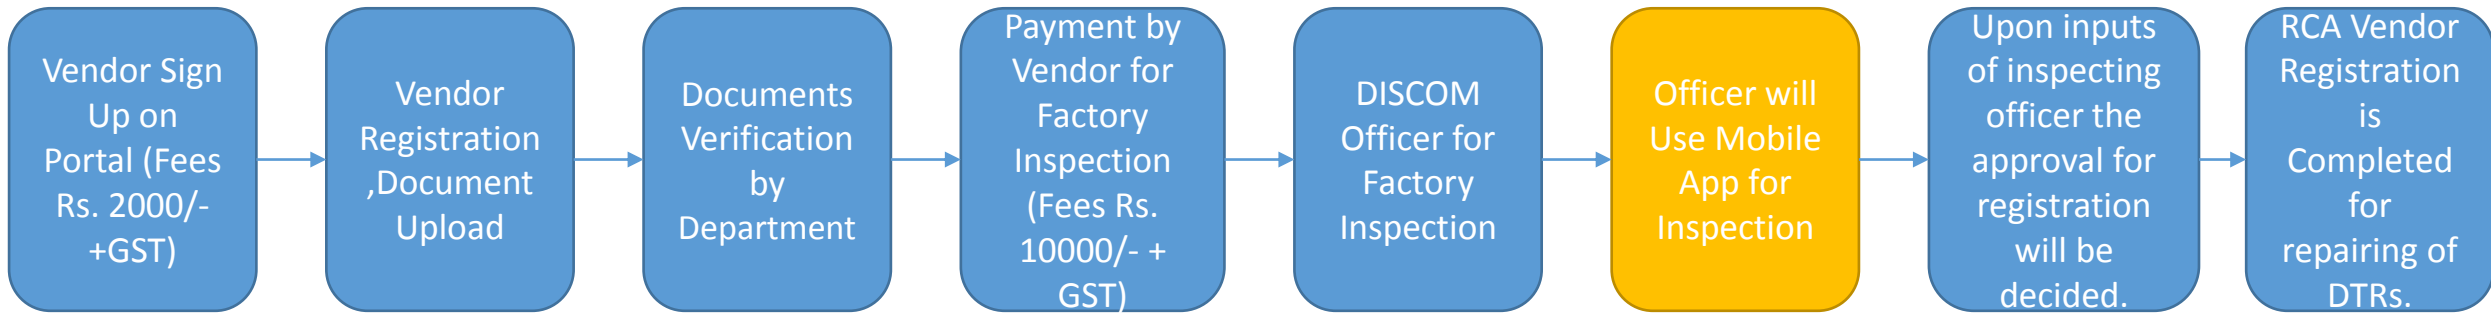 Vendor Sign
Up on
Portal (Fees
Rs. 2000/-
+GST)
Vendor
Registration
,Document
Upload
Documents
Verification
by
Department
Payment by
Vendor for
Factory
Inspection
(Fees Rs.
10000/- +
GST)
DISCOM
Officer for
Factory
Inspection
Officer will
Use Mobile
App for
Inspection
Upon inputs
of inspecting
officer the
approval for
registration
will be
decided.
RCA Vendor
Registration
is
Completed
for
repairing of
DTRs.